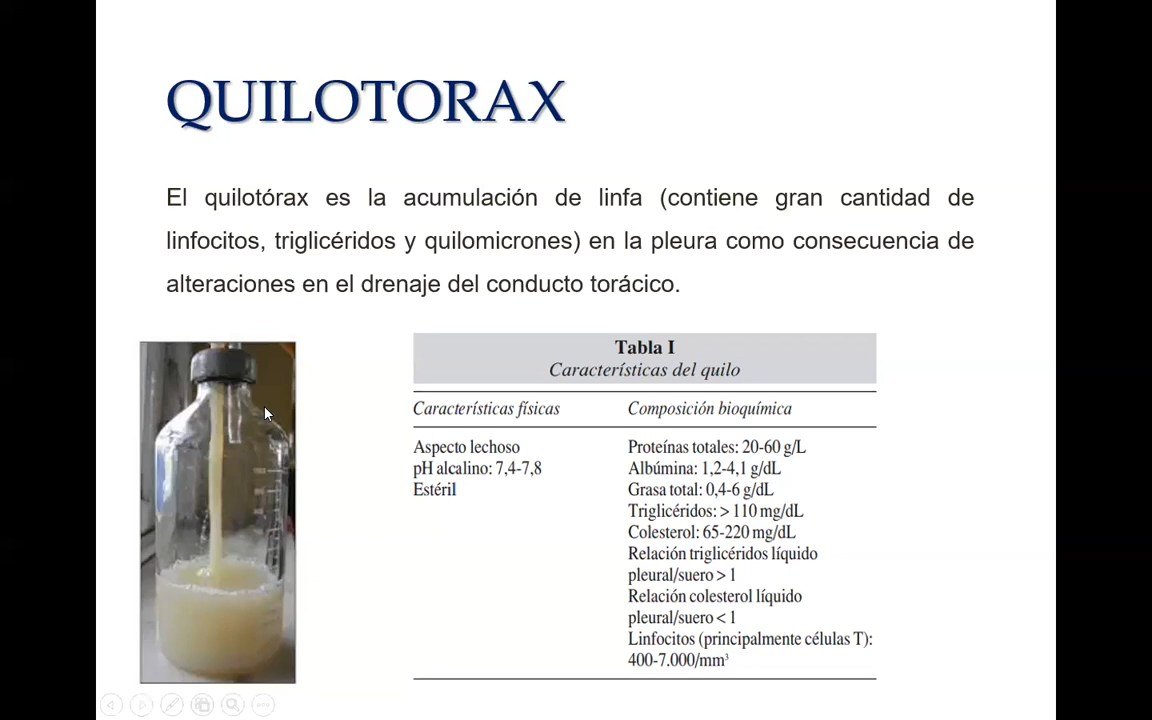 QUILOTORAX
El quilotórax es la acumulación de linfa (contiene gran cantidad de
linfocitos, triglicéridos y quilomicrones) en la pleura como consecuencia de
alteraciones en el drenaje del conducto torácico.
Tabla I
Características del quilo
Características físicas
Composición bioquímica
Aspecto lechoso
pH alcalino: 7,4-7,8
Estéril
Proteínas totales: 20-60 g/L
Albúmina: 1,2-4,1 g/dL
Grasa total: 0,4-6 g/dL
Triglicéridos: > 110 mg/dL
Colesterol: 65-220 mg/dL
Relación triglicéridos líquido
pleural/suero > 1
Relación colesterol líquido
pleural/suero < 1
Linfocitos (principalmente células T):
400-7.000/mm³